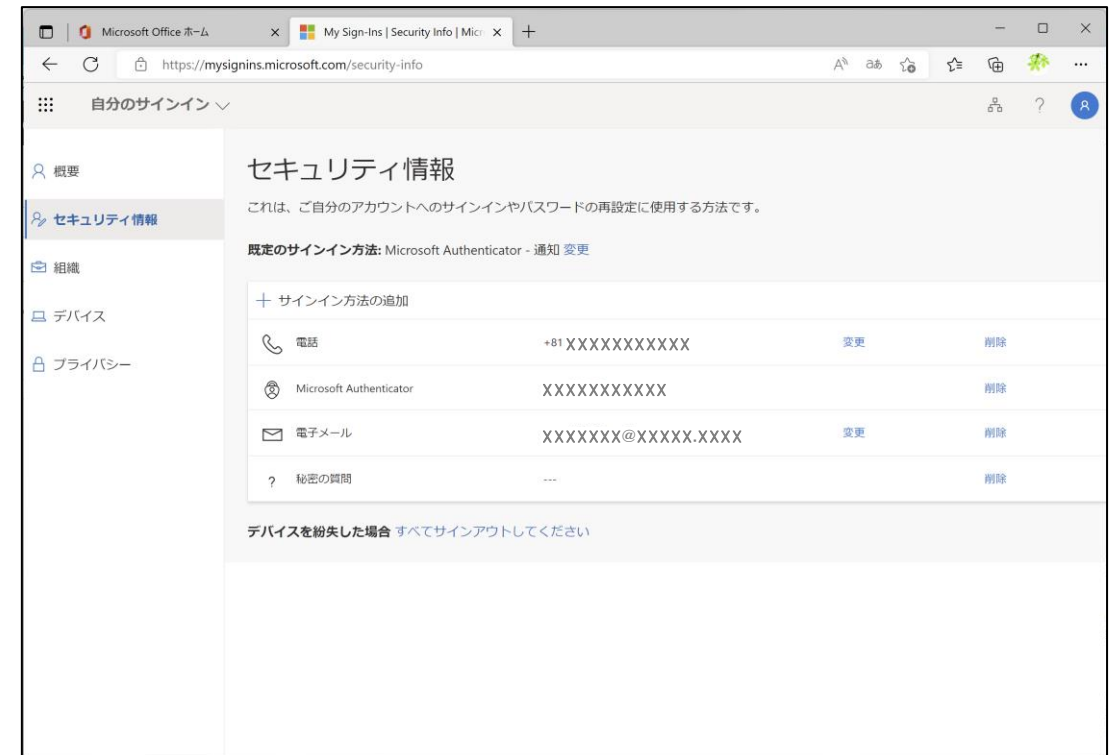 Microsoft Office ホーム
My Sign-Ins | Security Info | Micr
https://mysignins.microsoft.com/security-info
自分のサインイン
概要
セキュリティ情報
組織
デバイス
プライバシー
セキュリティ情報
これは、ご自分のアカウントへのサインインやパスワードの再設定に使用する方法です。
既定のサインイン方法: Microsoft Authenticator - 通知 変更
+ サインイン方法の追加
電話 +81 XXXXXXXXXXX 変更 削除
Microsoft Authenticator XXXXXXXXXXX 削除
電子メール XXXXXXX@XXXXX.XXXX 変更 削除
? 秘密の質問 --- 削除
デバイスを紛失した場合 すべてサインアウトしてください